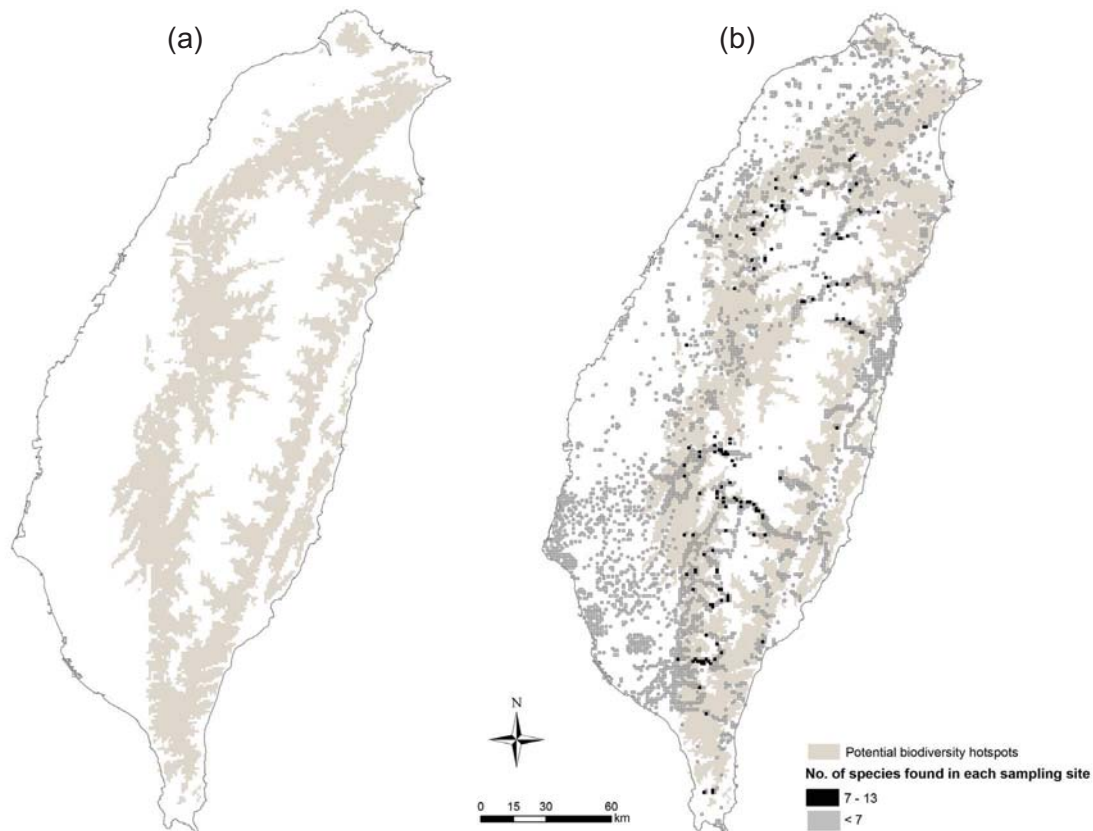 (a)
(b)
N
0 15 30 60
km
Potential biodiversity hotspots
No. of species found in each sampling site
7 - 13
< 7